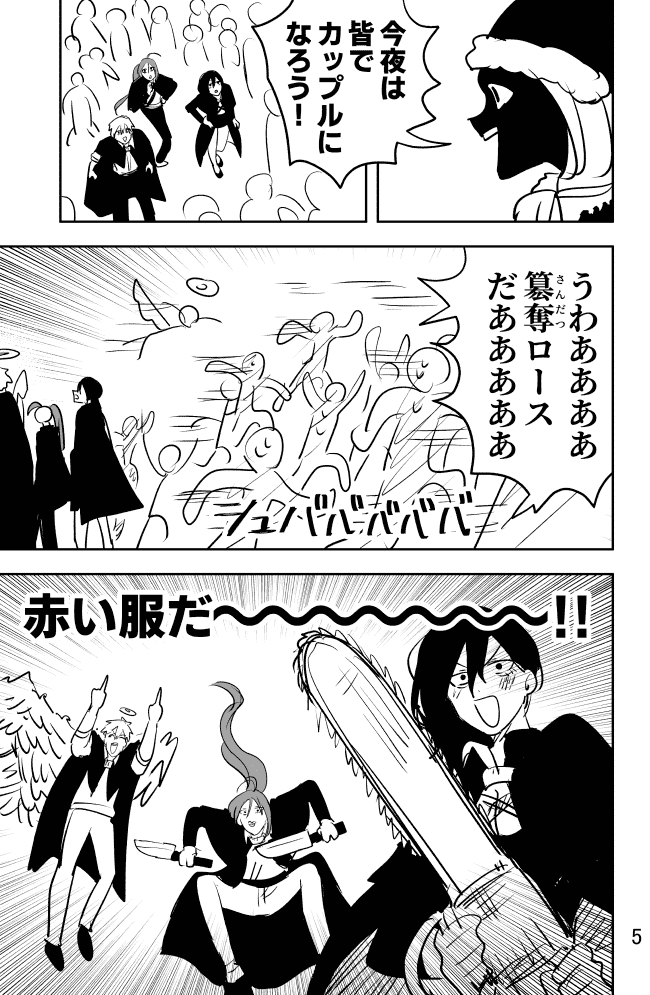 今夜は
皆で
カップルに
なろう！
うわああああ
簒奪ロース
だあああああ
さんだつ
シュバババババ
赤い服だ〜〜〜〜〜〜!!
5